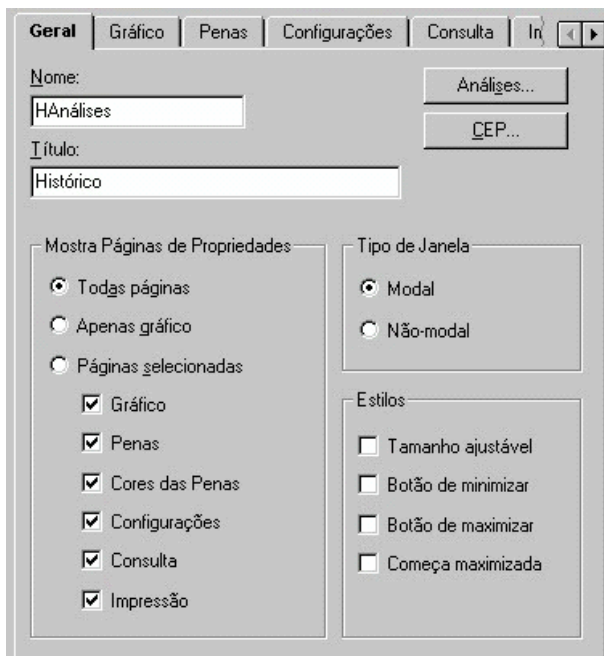 Geral Gráfico Penas Configurações Consulta
Nome:
HAnálises
Análises...
CEP...
Título:
Histórico
Mostra Páginas de Propriedades
Todas páginas
Apenas gráfico
Páginas selecionadas
Gráfico
Penas
Cores das Penas
Configurações
Consulta
Impressão
Tipo de Janela
Modal
Não-modal
Estilos
Tamanho ajustável
Botão de minimizar
Botão de maximizar
Começa maximizada